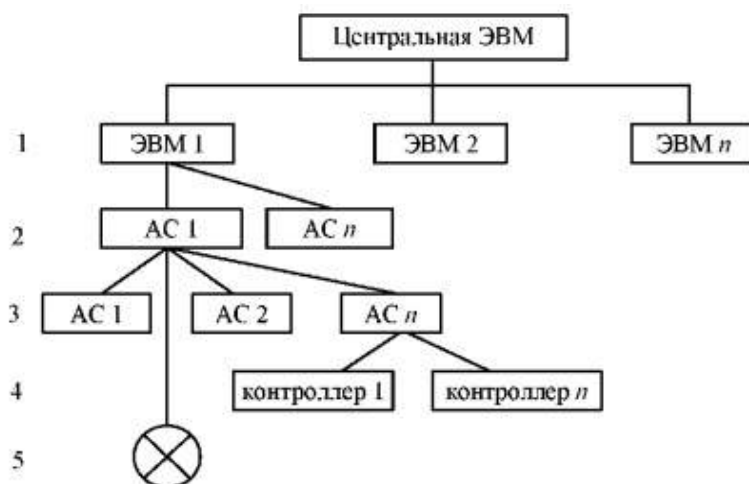 Центральная ЭВМ
1 ЭВМ 1 ЭВМ 2 ЭВМ n
2 АС 1 АС n
3 АС 1 АС 2 АС n
4 контроллер 1 контроллер n
5